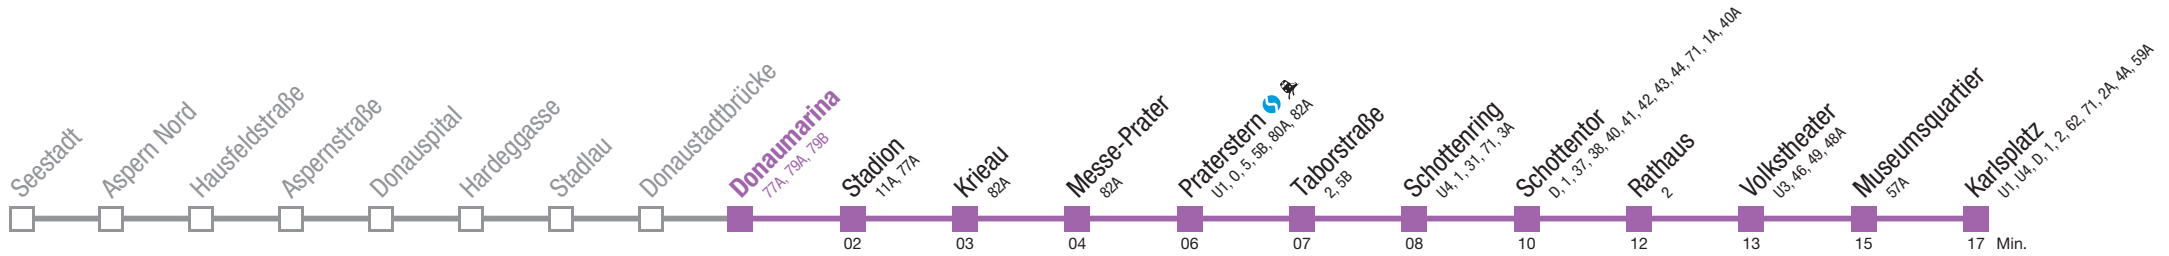 Seestadt
Aspern Nord
Hausfeldstraße
Aspernstraße
Donauspital
Hardeggasse
Stadlau
Donaustadtbrücke
Donaumarina
77A, 79A, 79B
Stadion
11A, 77A
02
Krieau
82A
03
Messe-Prater
82A
04
Praterstern
U1, O, 5, 5B, 80A, 82A
06
Taborstraße
2, 5B
07
Schottenring
U4, 1, 31, 71, 3A
08
Schottentor
D, 1, 37, 38, 40, 41, 42, 43, 44, 71, 1A, 40A
10
Rathaus
2
12
Volkstheater
U3, 46, 49, 48A
13
Museumsquartier
57A
15
Karlsplatz
U1, U4, D, 1, 2, 62, 71, 2A, 4A, 59A
17 Min.